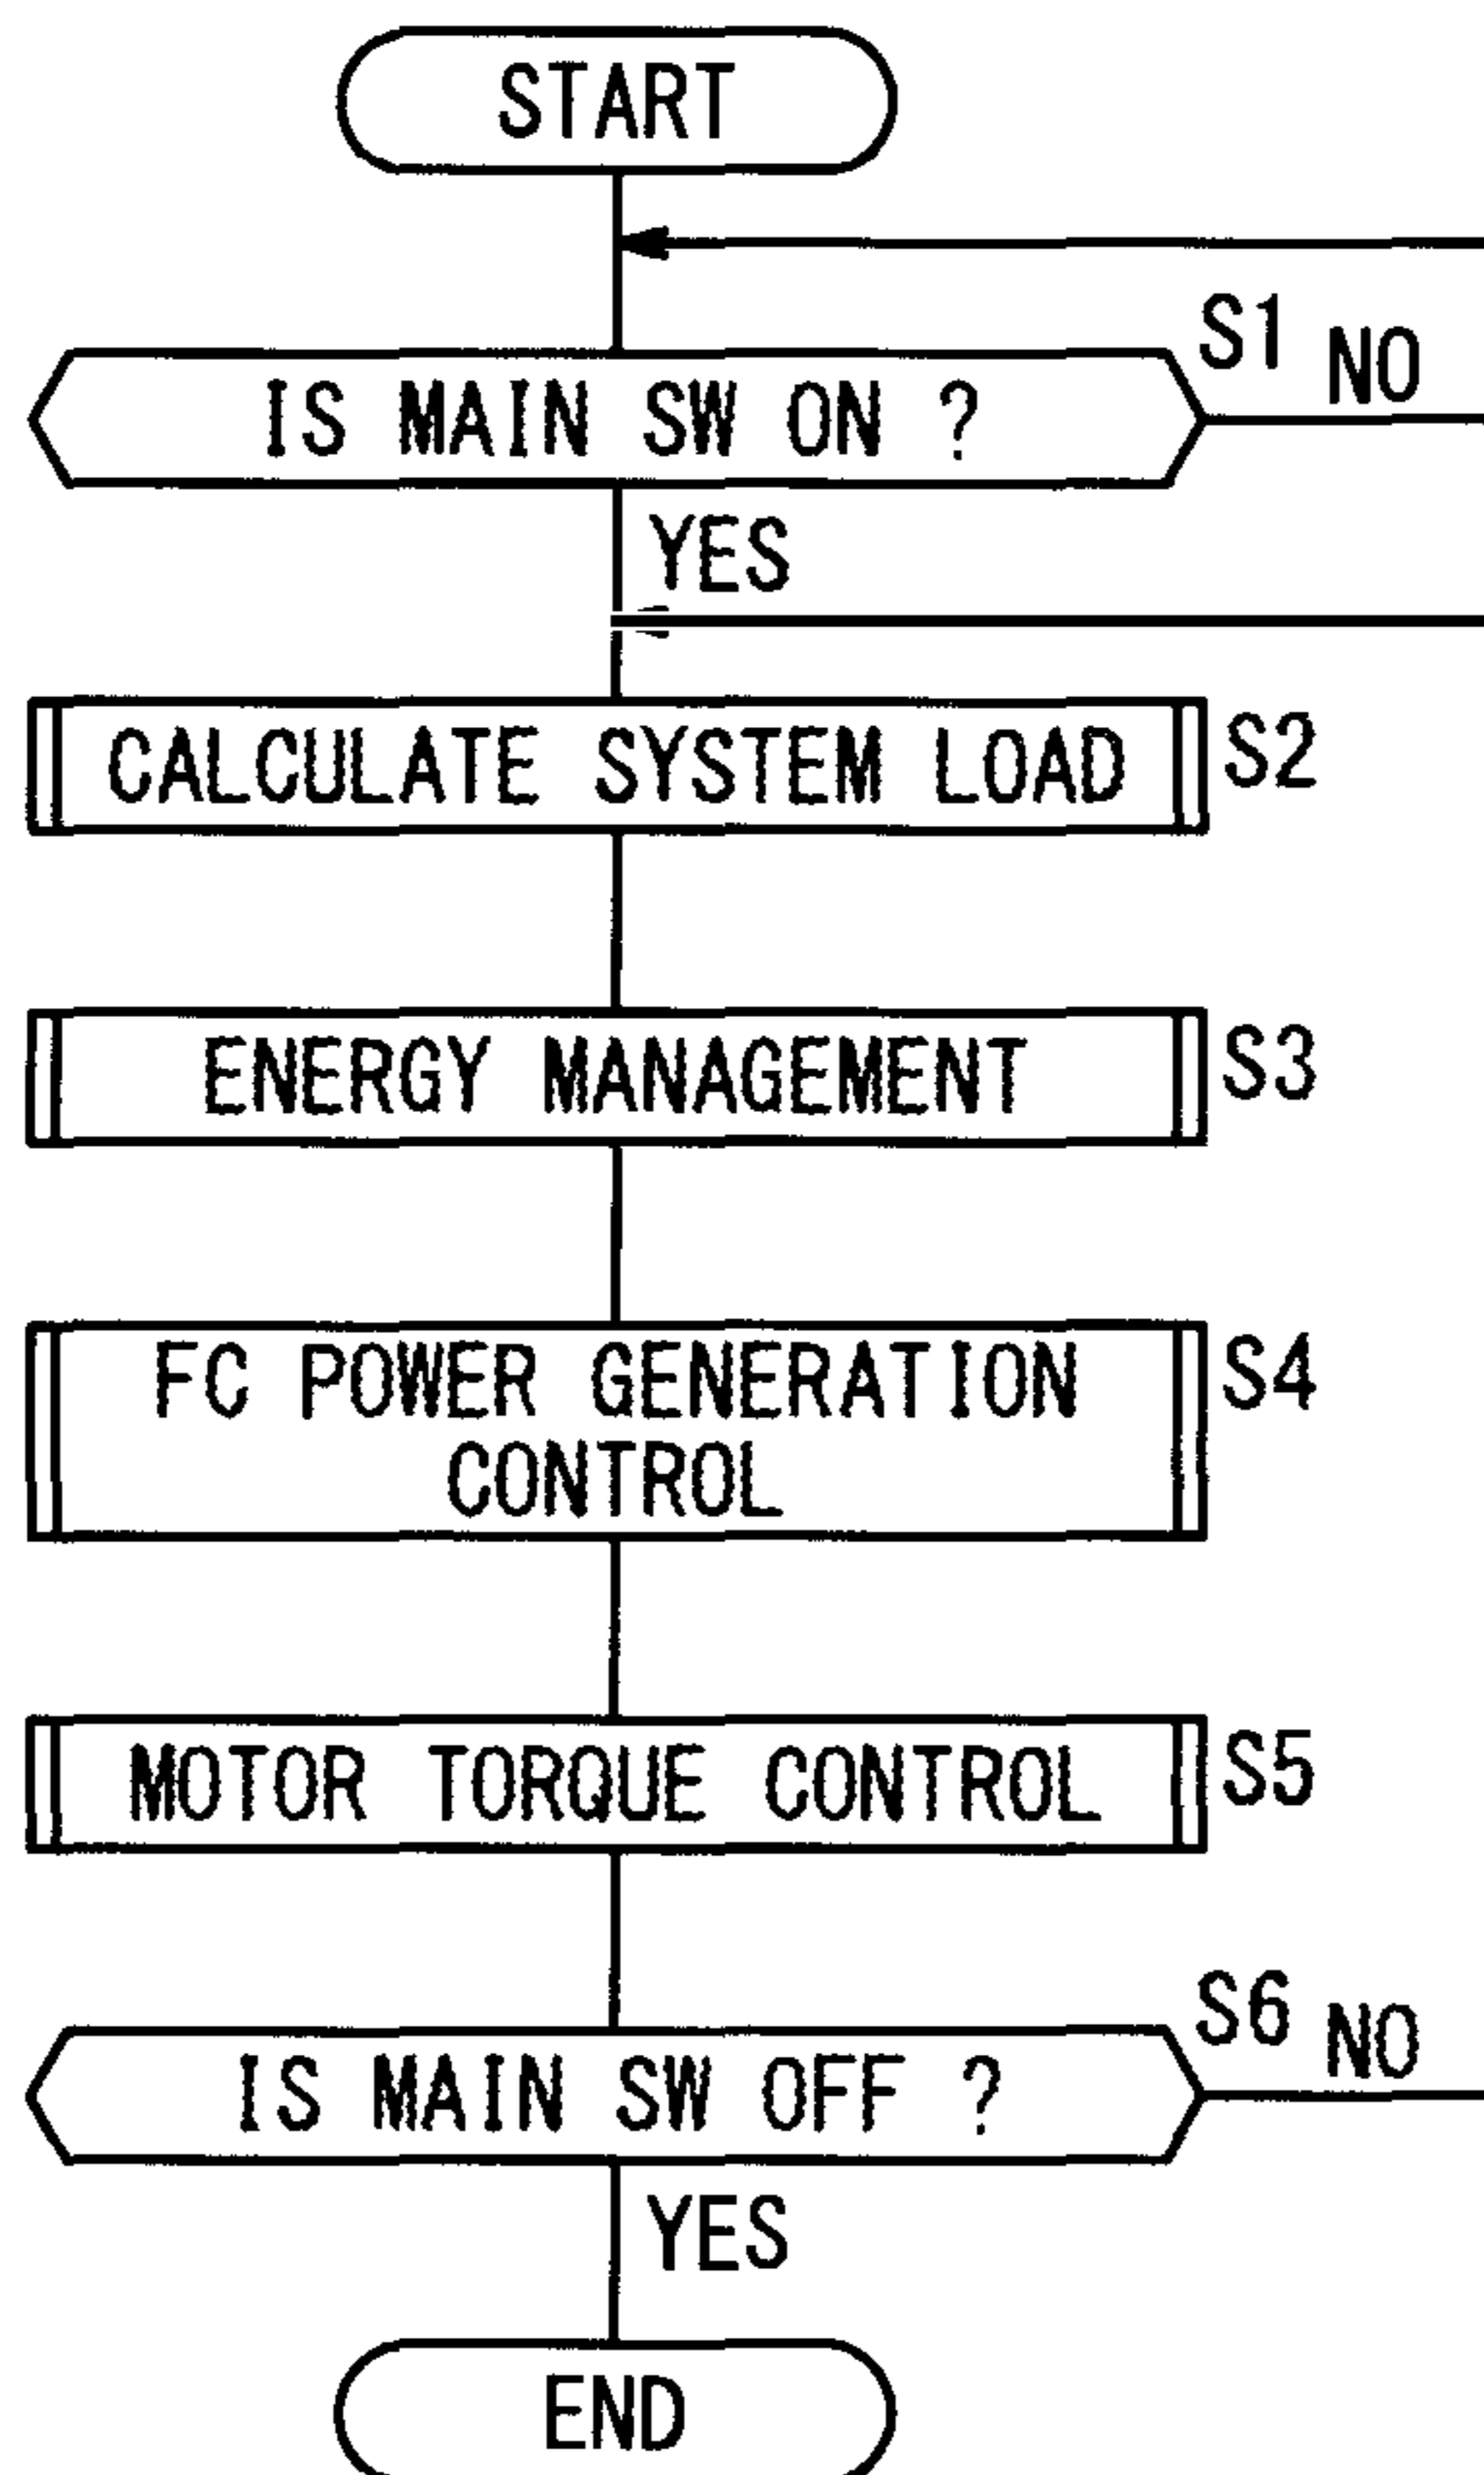 START
S1 NO
IS MAIN SW ON ?
YES
CALCULATE SYSTEM LOAD S2
ENERGY MANAGEMENT S3
FC POWER GENERATION S4
CONTROL
MOTOR TORQUE CONTROL S5
S6 NO
IS MAIN SW OFF ?
YES
END